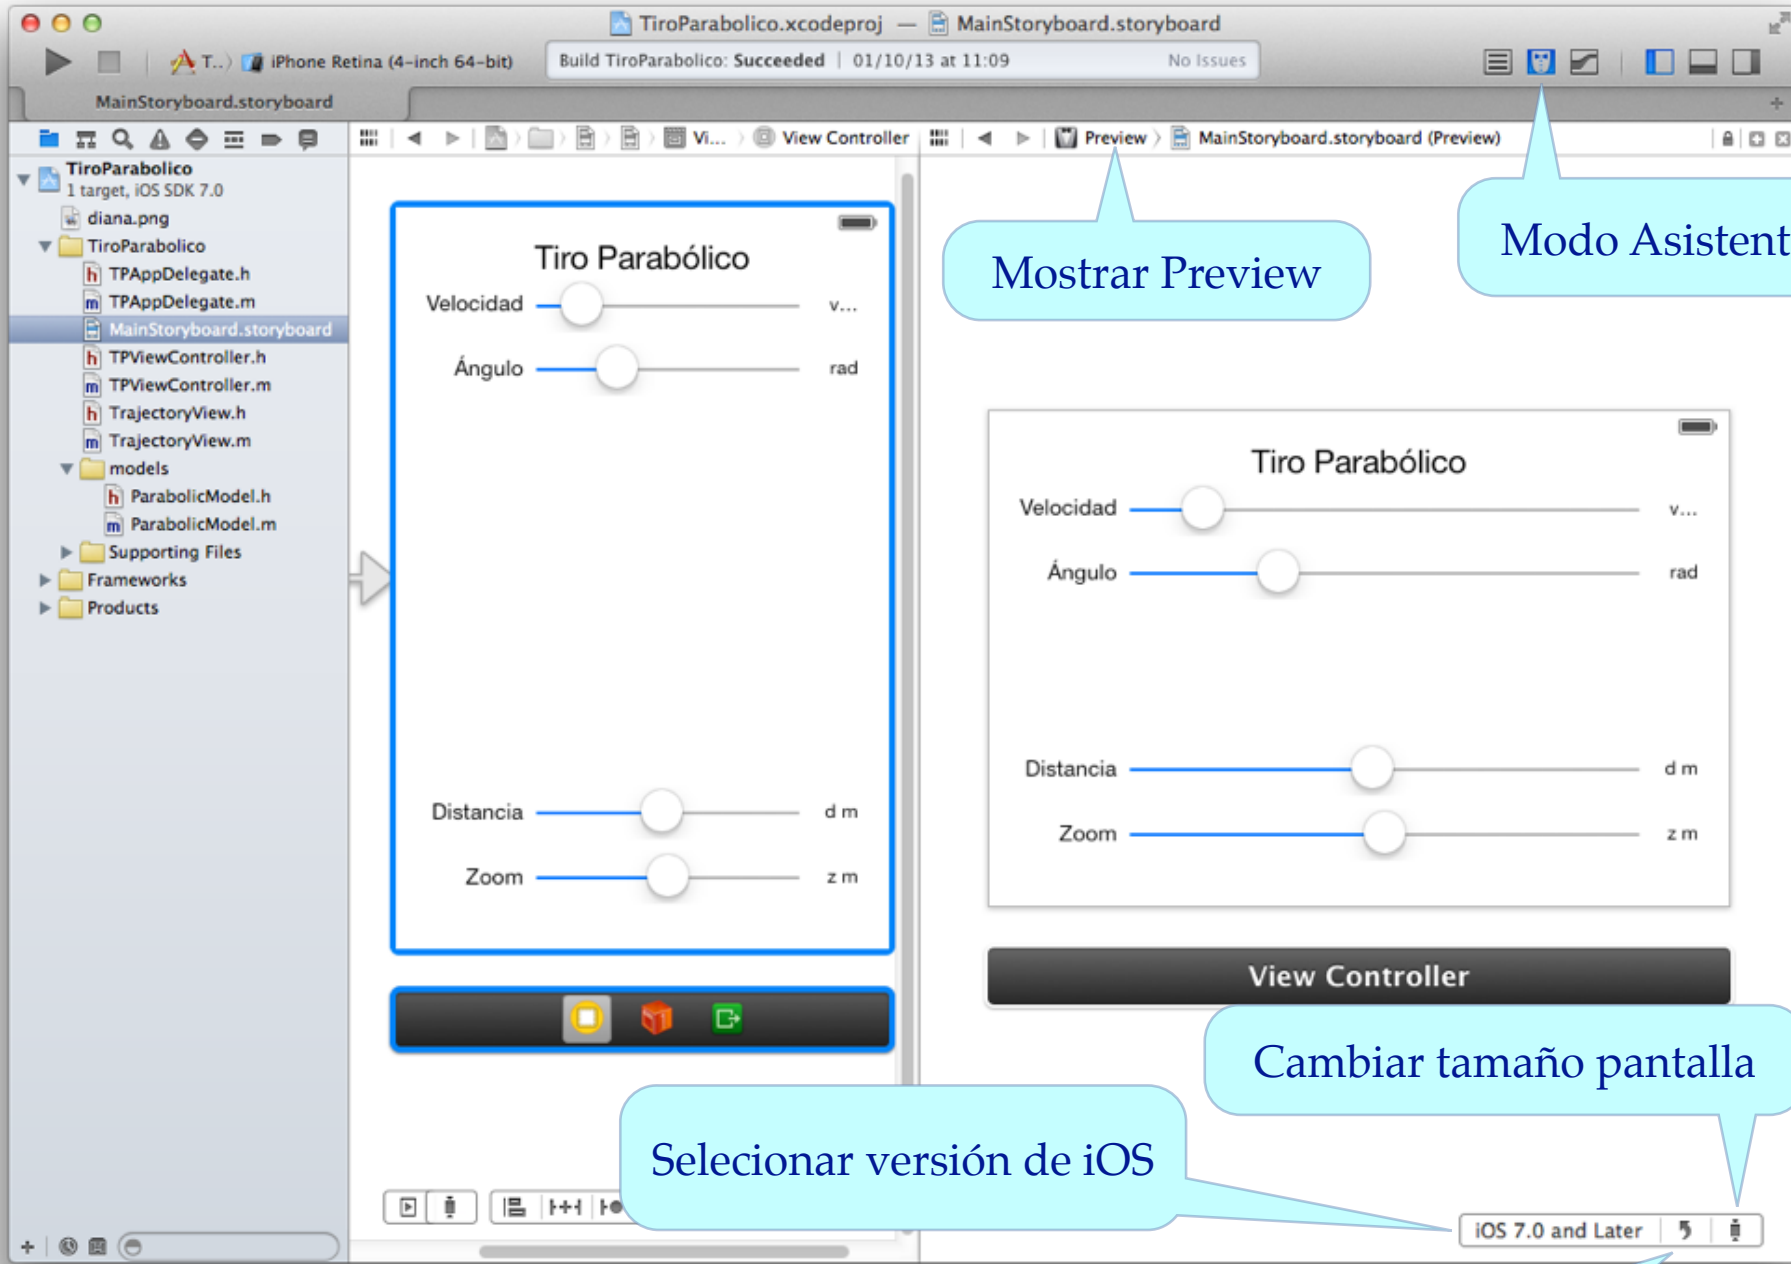 TiroParabolico.xcodeproj — MainStoryboard.storyboard
T.. iPhone Retina (4-inch 64-bit)
Build TiroParabolico: Succeeded | 01/10/13 at 11:09
No Issues
MainStoryboard.storyboard
Vi... View Controller
Preview MainStoryboard.storyboard (Preview)
TiroParabolico
1 target, iOS SDK 7.0
diana.png
TiroParabolico
h TPAppDelegate.h
m TPAppDelegate.m
MainStoryboard.storyboard
h TPViewController.h
m TPViewController.m
h TrajectoryView.h
m TrajectoryView.m
models
h ParabolicModel.h
m ParabolicModel.m
Supporting Files
Frameworks
Products
Tiro Parabólico
Velocidad v...
Ángulo rad
Distancia d m
Zoom z m
Mostrar Preview
Modo Asistent
Tiro Parabólico
Velocidad v...
Ángulo rad
Distancia d m
Zoom z m
View Controller
Cambiar tamaño pantalla
Selecionar versión de iOS
iOS 7.0 and Later